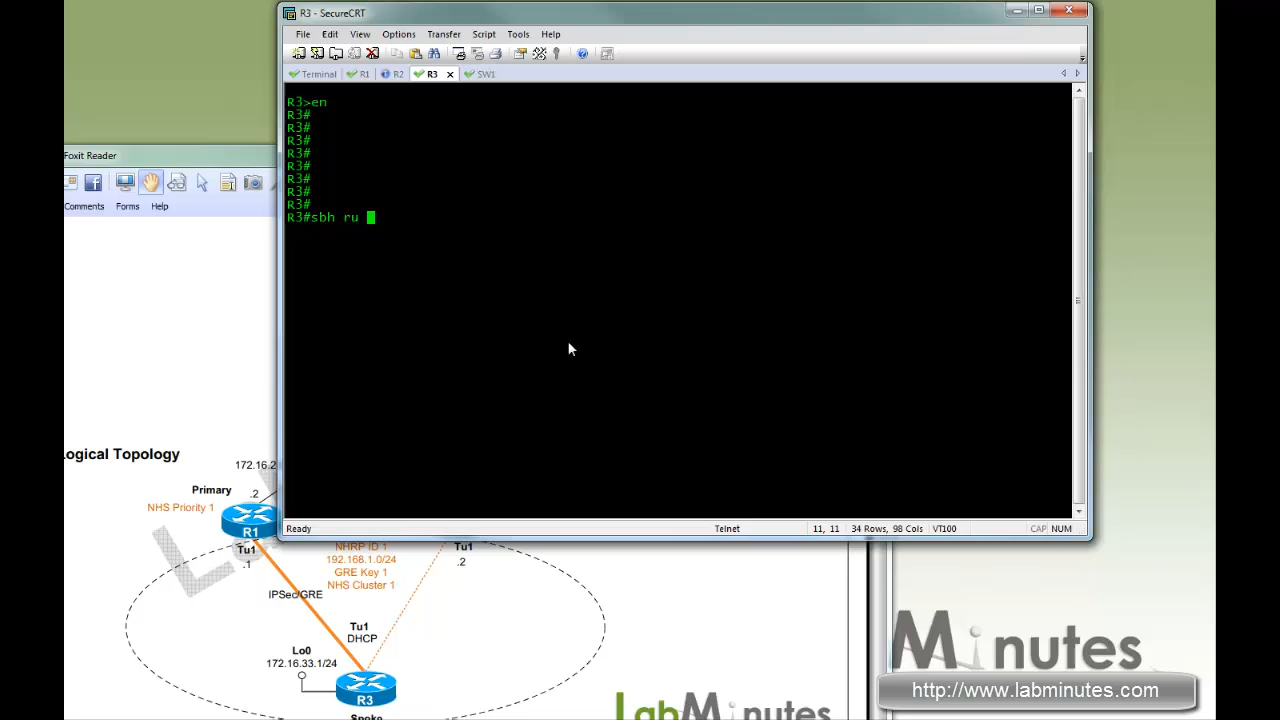 R3 - SecureCRT
File Edit View Options Transfer Script Tools Help
Terminal R1 R2 R3 SW1
R3>en
R3#
R3#
R3#
R3#
R3#
R3#
R3#
R3#
R3#sbh ru
Ready Telnet 11, 11 34 Rows, 98 Cols VT100 CAP NUM
Foxit Reader
Comments Forms Help
Logical Topology
172.16.2
Primary
.2
NHS Priority 1
R1
Tu1
.1
NHRP ID 1
192.168.1.0/24
GRE Key 1
NHS Cluster 1
Tu1
.2
IPSec/GRE
Tu1
DHCP
Lo0
172.16.33.1/24
R3
Spoke
LabMinutes
Minutes
http://www.labminutes.com